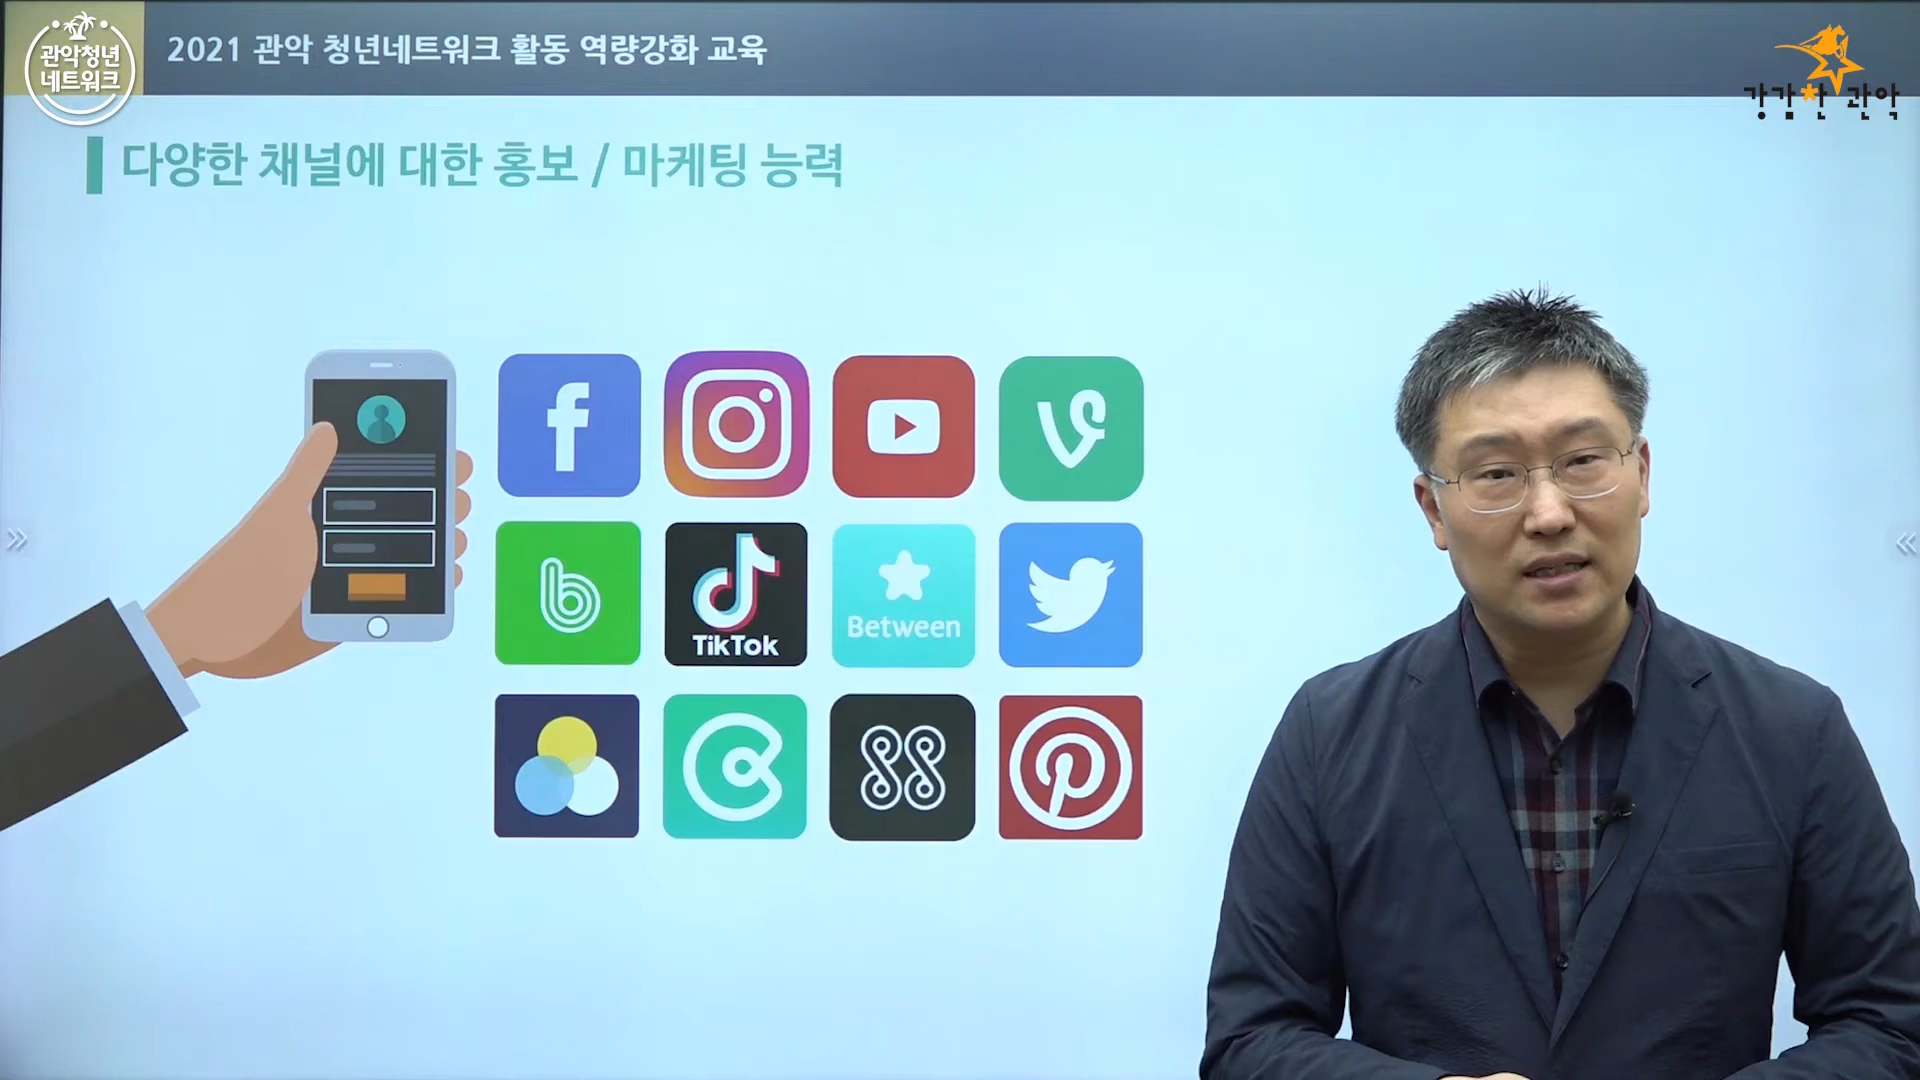 관악청년
네트워크
2021 관악 청년네트워크 활동 역량강화 교육
강감찬 관악
다양한 채널에 대한 홍보 / 마케팅 능력
TikTok
Between